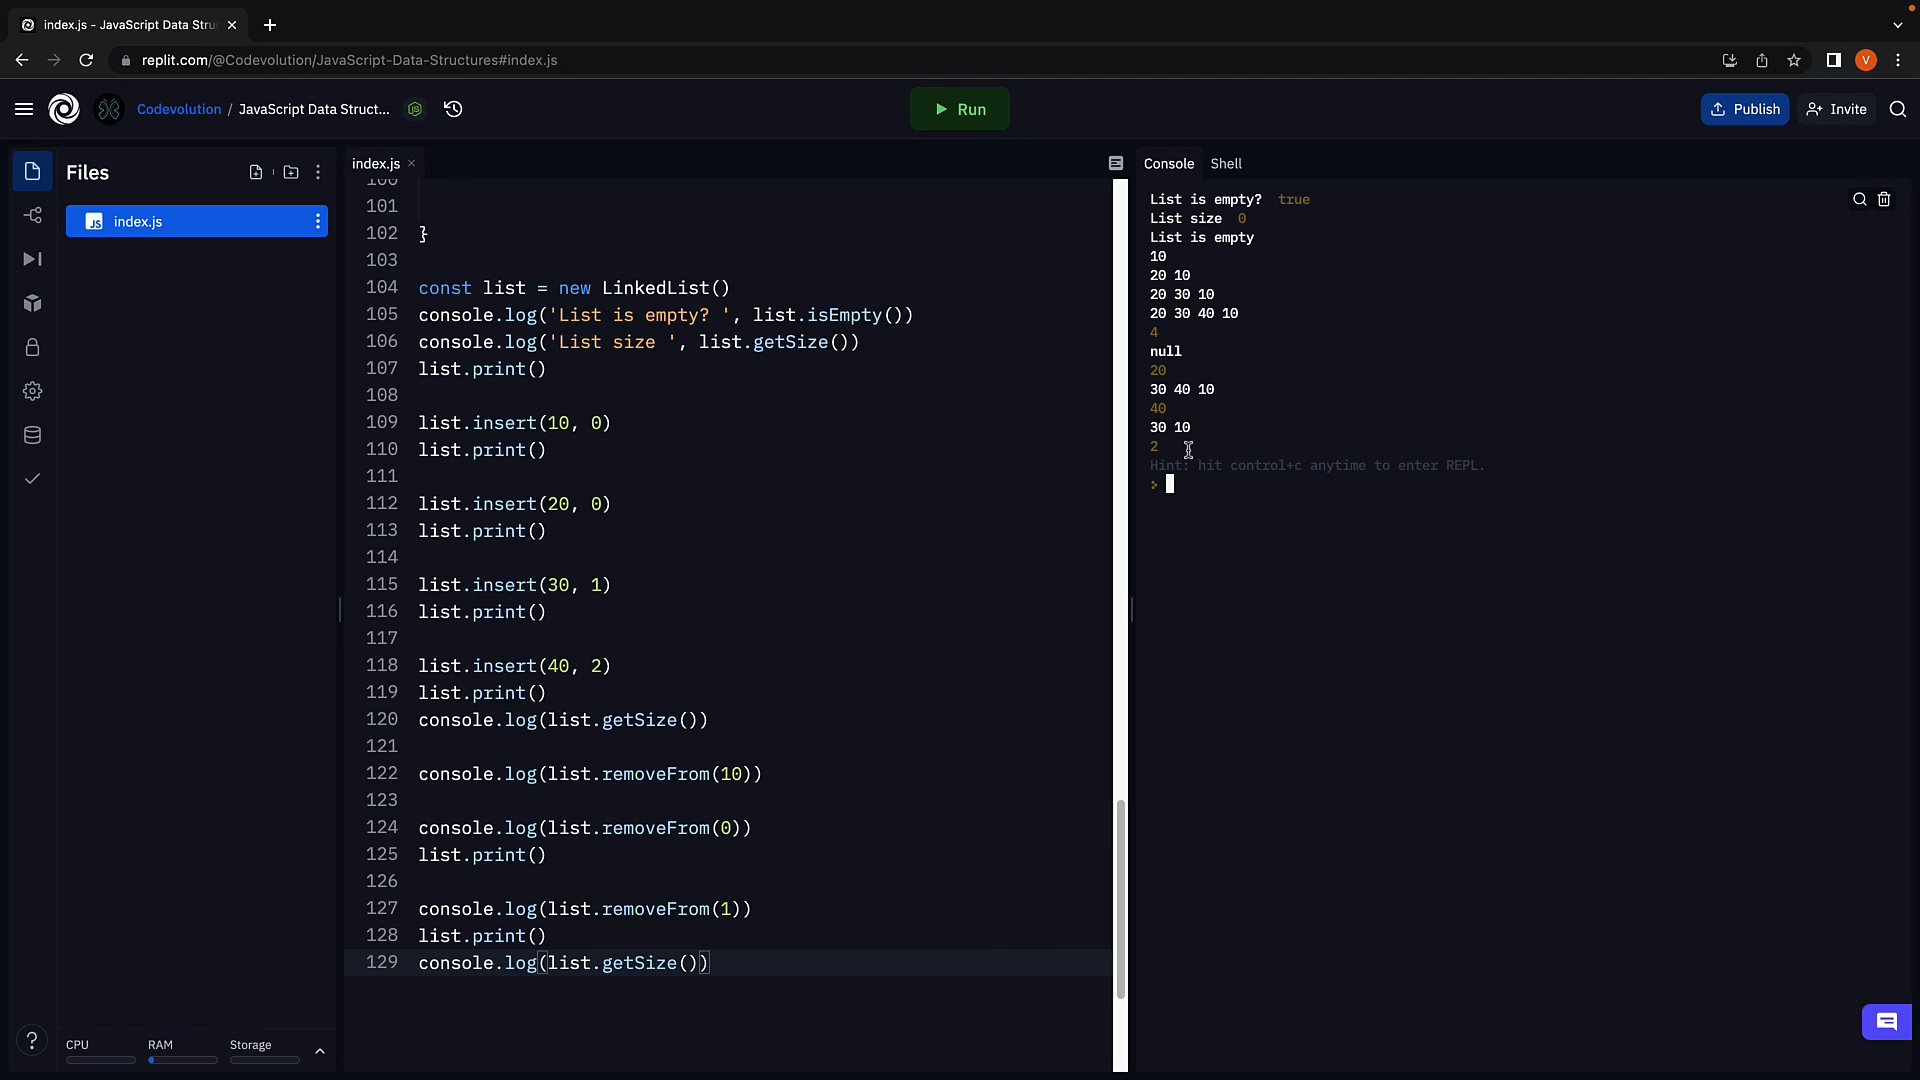 index.js - JavaScript Data Stru
replit.com/@Codevolution/JavaScript-Data-Structures#index.js
V
Codevolution / JavaScript Data Struct...
Run
Publish
Invite
Files
index.js
JS index.js
Console
Shell
100
101
102 }
103
104 const list = new LinkedList()
105 console.log('List is empty? ', list.isEmpty())
106 console.log('List size ', list.getSize())
107 list.print()
108
109 list.insert(10, 0)
110 list.print()
111
112 list.insert(20, 0)
113 list.print()
114
115 list.insert(30, 1)
116 list.print()
117
118 list.insert(40, 2)
119 list.print()
120 console.log(list.getSize())
121
122 console.log(list.removeFrom(10))
123
124 console.log(list.removeFrom(0))
125 list.print()
126
127 console.log(list.removeFrom(1))
128 list.print()
129 console.log(list.getSize())
List is empty? true
List size 0
List is empty
10
20 10
20 30 10
20 30 40 10
4
null
20
30 40 10
40
30 10
2
Hint: hit control+c anytime to enter REPL.
?
CPU
RAM
Storage